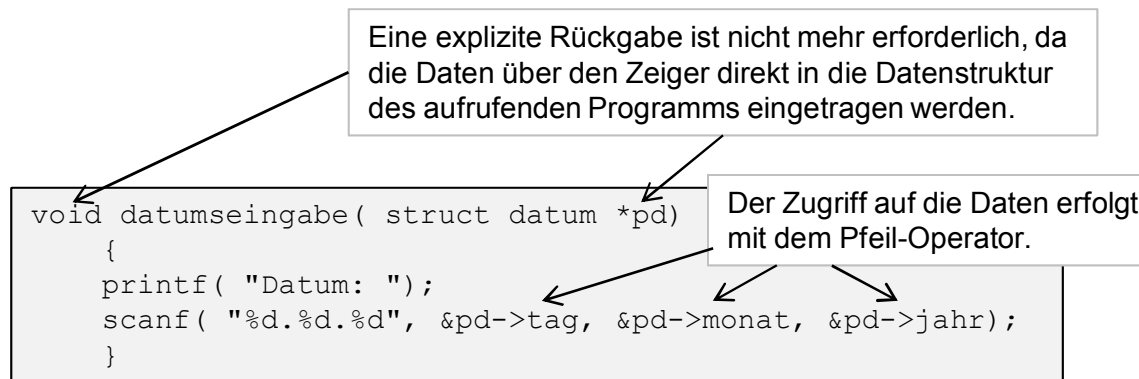 Eine explizite Rückgabe ist nicht mehr erforderlich, da
die Daten über den Zeiger direkt in die Datenstruktur
des aufrufenden Programms eingetragen werden.
Der Zugriff auf die Daten erfolgt
mit dem Pfeil-Operator.
void datumseingabe( struct datum *pd)
{
printf( "Datum: ");
scanf( "%d.%d.%d", &pd->tag, &pd->monat, &pd->jahr);
}